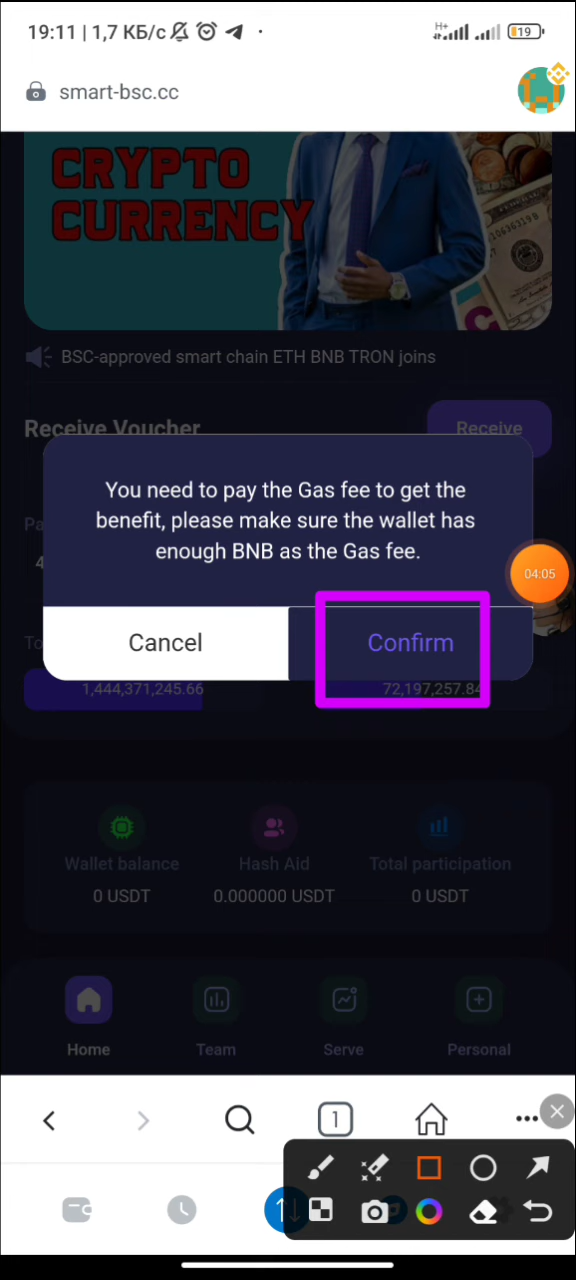 19:11 | 1,7 КБ/с
H+
19
smart-bsc.cc
CRYPTO
CURRENCY
BSC-approved smart chain ETH BNB TRON joins
Receive Voucher
Receive
You need to pay the Gas fee to get the
benefit, please make sure the wallet has
enough BNB as the Gas fee.
04:05
Cancel
Confirm
1,444,371,245.66
72,197,257.84
Wallet balance
Hash Aid
Total participation
0 USDT
0.000000 USDT
0 USDT
Home
Team
Serve
Personal
1